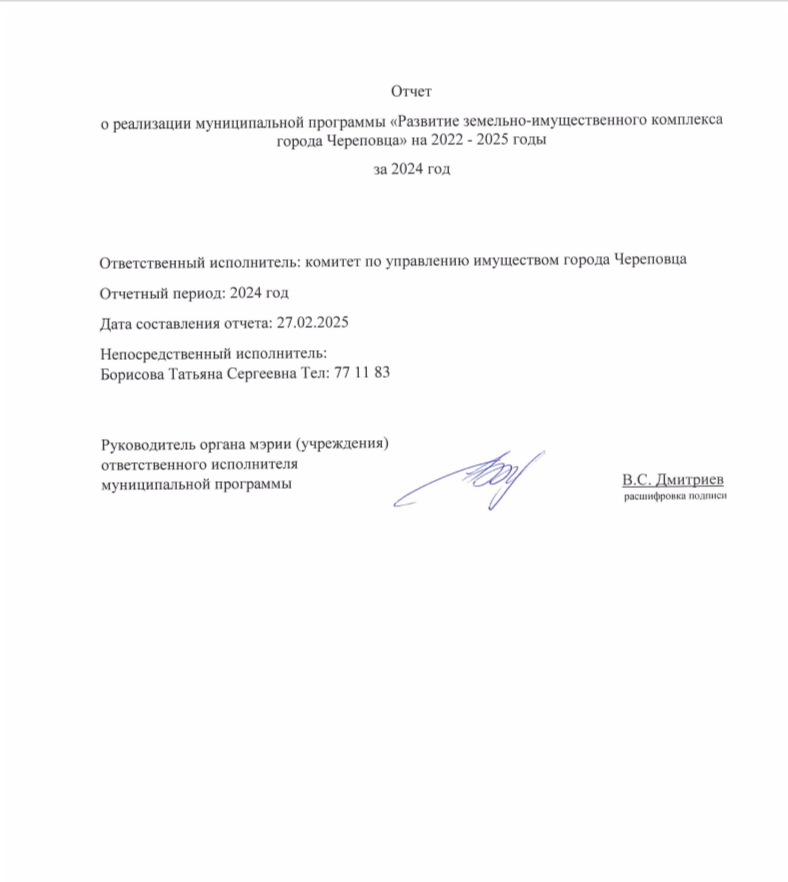 Отчет
о реализации муниципальной программы «Развитие земельно-имущественного комплекса
города Череповца» на 2022 - 2025 годы
за 2024 год
Ответственный исполнитель: комитет по управлению имуществом города Череповца
Отчетный период: 2024 год
Дата составления отчета: 27.02.2025
Непосредственный исполнитель:
Борисова Татьяна Сергеевна Тел: 77 11 83
Руководитель органа мэрии (учреждения)
ответственного исполнителя
муниципальной программы
В.С. Дмитриев
расшифровка подписи